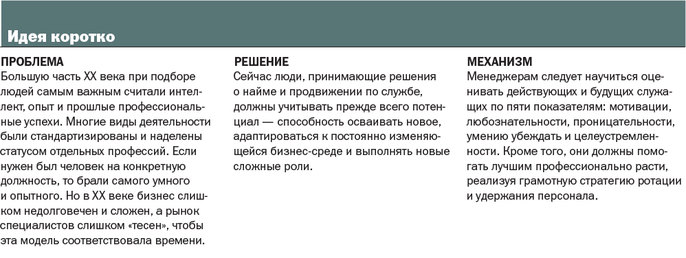 Идея коротко
ПРОБЛЕМА
Большую часть XX века при подборе
людей самым важным считали интел-
лект, опыт и прошлые профессиональ-
ные успехи. Многие виды деятельности
были стандартизированы и наделены
статусом отдельных профессий. Если
нужен был человек на конкретную
должность, то брали самого умного
и опытного. Но в XX веке бизнес слиш-
ком недолговечен и сложен, а рынок
специалистов слишком «тесен», чтобы
эта модель соответствовала времени.
РЕШЕНИЕ
Сейчас люди, принимающие решения
о найме и продвижении по службе,
должны учитывать прежде всего потен-
циал — способность осваивать новое,
адаптироваться к постоянно изменяю-
щейся бизнес-среде и выполнять новые
сложные роли.
МЕХАНИЗМ
Менеджерам следует научиться оце-
нивать действующих и будущих служа-
щих по пяти показателям: мотивации,
любознательности, проницательности,
умению убеждать и целеустремлен-
ности. Кроме того, они должны помо-
гать лучшим профессионально расти,
реализуя грамотную стратегию ротации
и удержания персонала.